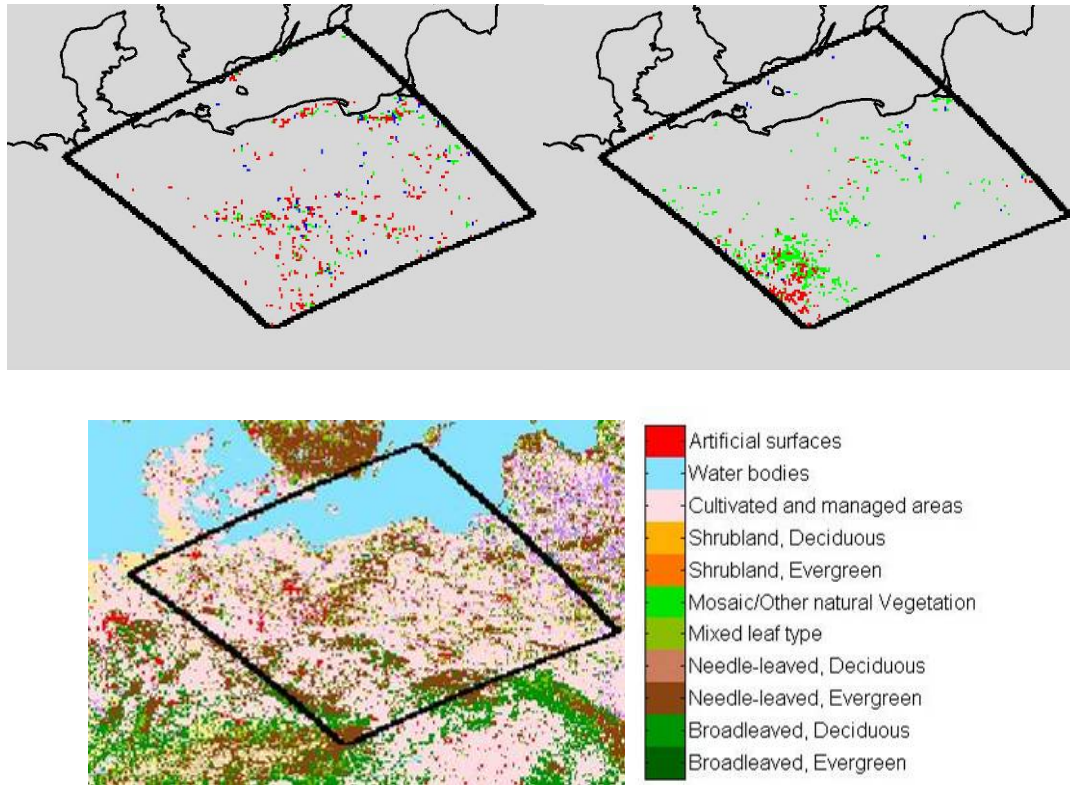 Artificial surfaces
Water bodies
Cultivated and managed areas
Shrubland, Deciduous
Shrubland, Evergreen
Mosaic/Other natural Vegetation
Mixed leaf type
Needle-leaved, Deciduous
Needle-leaved, Evergreen
Broadleaved, Deciduous
Broadleaved, Evergreen